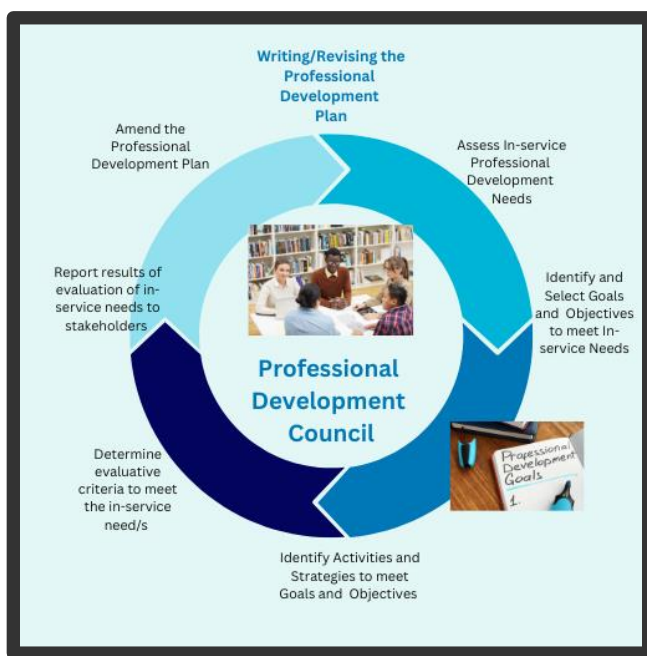 Writing/Revising the
Professional
Development
Plan
Assess In-service
Professional
Development
Needs
Identify and
Select Goals
and  Objectives
to meet In-
service Needs
Identify Activities and
Strategies to meet
Goals and  Objectives
Determine
evaluative
criteria to meet
the in-service
need/s
Report results of
evaluation of in-
service needs to
stakeholders
Amend the
Professional
Development Plan
Professional
Development
Council
Professional
Development
Goals
1.